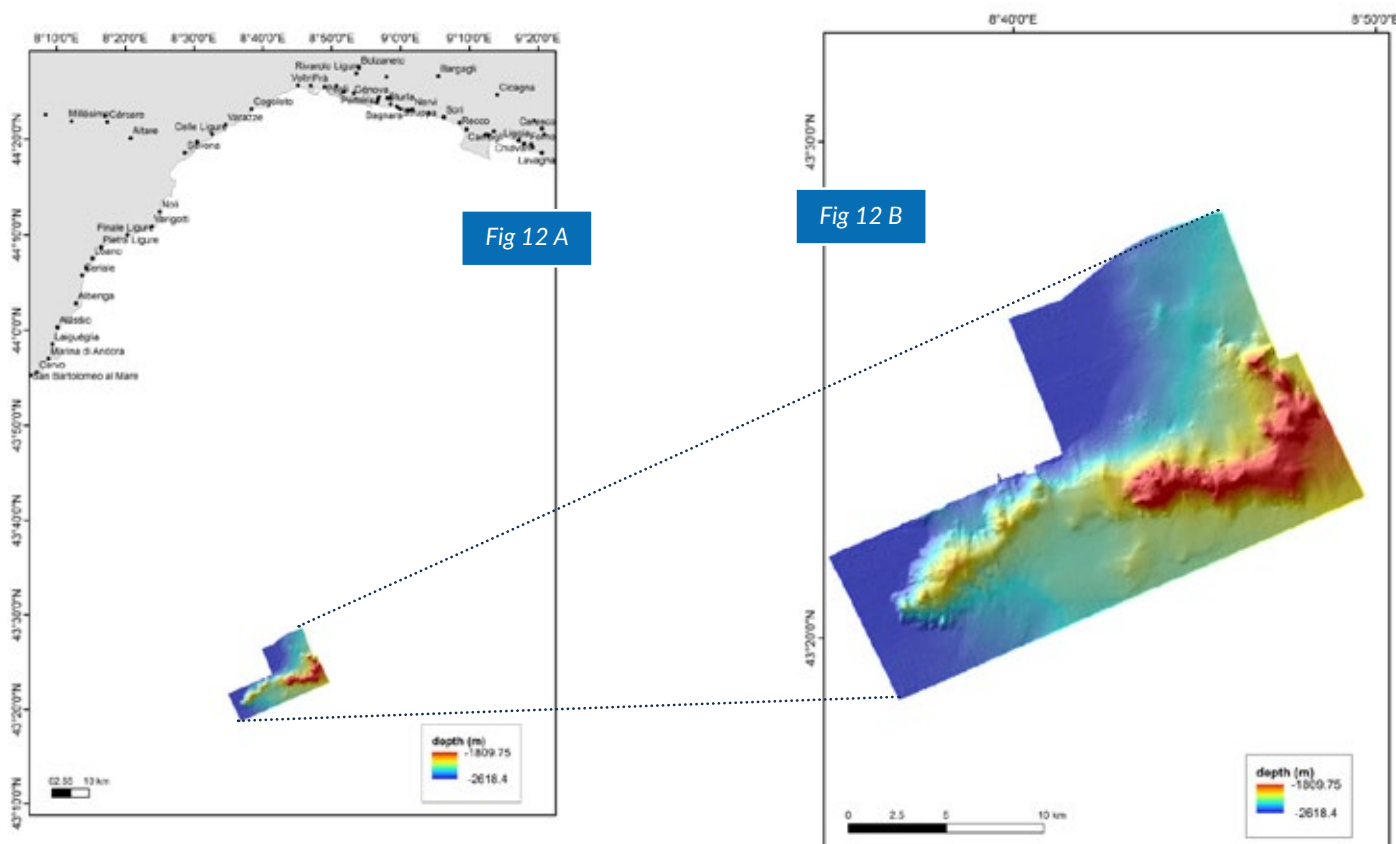 8°10'0"E 8°20'0"E 8°30'0"E 8°40'0"E 8°50'0"E 9°0'0"E 9°10'0"E 9°20'0"E
44°20'0"N
44°10'0"N
44°0'0"N
43°50'0"N
43°40'0"N
43°30'0"N
43°20'0"N
43°10'0"N
Rivarolo Ligure
Bulzaneto
Bargagli
Cicagna
Genova
Sturla
Nervi
Sori
Recco
Chiavari
Lavagna
Cogoleto
Varazze
Celle Ligure
Savona
Millesimo
Altare
Noli
Varigotti
Finale Ligure
Pietra Ligure
Loano
Ceriale
Albenga
Alassio
Laigueglia
Marina di Andora
Cervo
San Bartolomeo al Mare
Fig 12 A
depth (m)
-1809.75
-2618.4
10 km
8°40'0"E 8°50'0"E
43°30'0"N
43°20'0"N
Fig 12 B
depth (m)
-1809.75
-2618.4
0 2.5 5 10 km